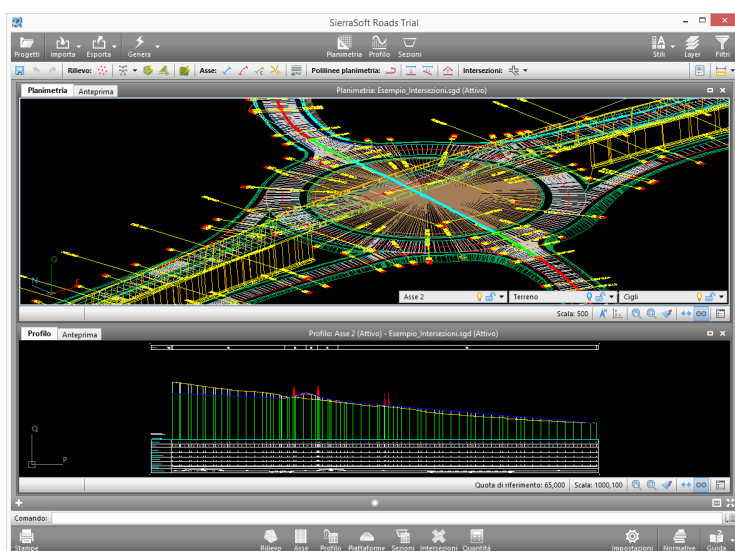 SierraSoft Roads Trial
Progetti Importa Esporta Genera Planimetria Profilo Sezioni Stili Layer Filtri
Rilievo: Asse: Polilinee planimetria: Intersezioni:
Planimetria Anteprima Planimetria: Esempio_Intersezioni.sgd (Attivo)
Q
N
E
Asse 2 Terreno Cigli
Scala: 500
Profilo Anteprima Profilo: Asse 2 (Attivo) - Esempio_Intersezioni.sgd (Attivo)
Q
P
Quota di riferimento: 65,000 Scala: 1000,100
Comando:
Stampe Rilievo Asse Profilo Piattaforme Sezioni Intersezioni Quantità Impostazioni Normative Guida